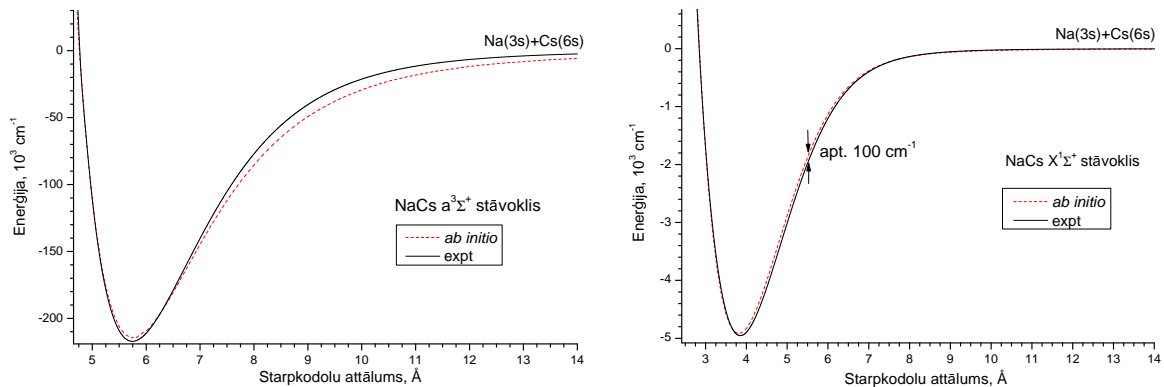 Na(3s)+Cs(6s)
0
-50
-100
-150
-200
Enerģija, 10³ cm⁻¹
NaCs a³Σ⁺ stāvoklis
ab initio
expt
5 6 7 8 9 10 11 12 13 14
Starpkodolu attālums, Å
Na(3s)+Cs(6s)
0
-1
-2
-3
-4
-5
Enerģija, 10³ cm⁻¹
apt. 100 cm⁻¹
NaCs X¹Σ⁺ stāvoklis
ab initio
expt
3 4 5 6 7 8 9 10 11 12 13 14
Starpkodolu attālums, Å